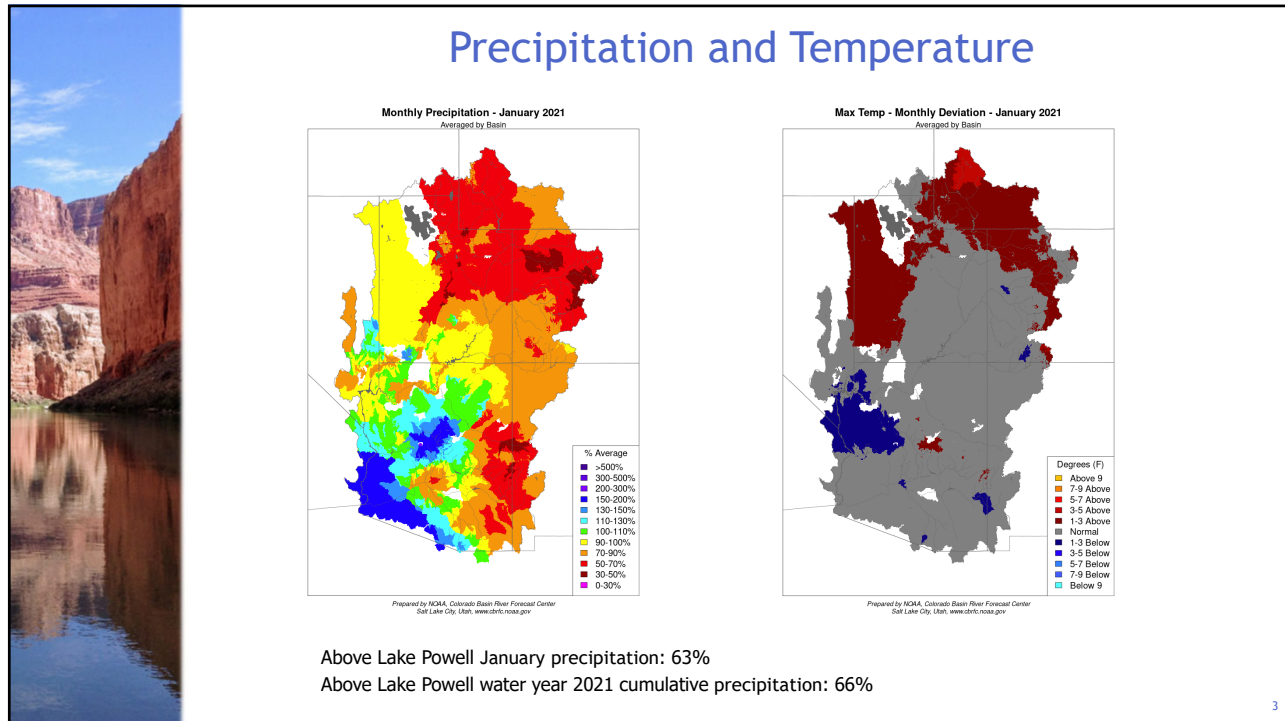 Precipitation and Temperature
Monthly Precipitation - January 2021
Averaged by Basin
% Average
>500%
300-500%
200-300%
150-200%
130-150%
110-130%
100-110%
90-100%
70-90%
50-70%
30-50%
0-30%
Prepared by NOAA, Colorado Basin River Forecast Center
Salt Lake City, Utah, www.cbrfc.noaa.gov
Max Temp - Monthly Deviation - January 2021
Averaged by Basin
Degrees (F)
Above 9
7-9 Above
5-7 Above
3-5 Above
1-3 Above
Normal
1-3 Below
3-5 Below
5-7 Below
7-9 Below
Below 9
Prepared by NOAA, Colorado Basin River Forecast Center
Salt Lake City, Utah, www.cbrfc.noaa.gov
Above Lake Powell January precipitation: 63%
Above Lake Powell water year 2021 cumulative precipitation: 66%
3